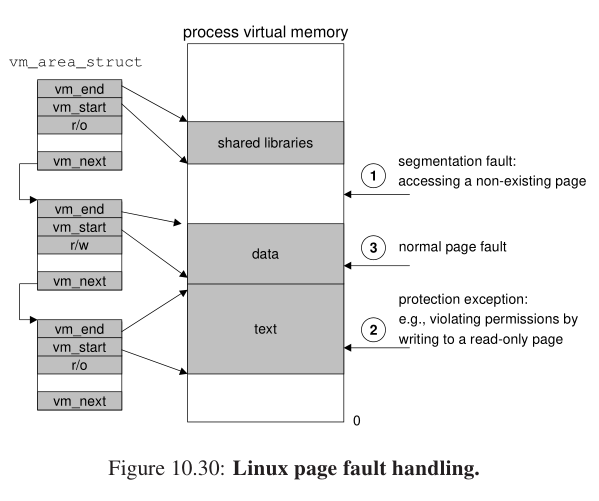 process virtual memory
vm_area_struct
vm_end
vm_start
r/o
vm_next
shared libraries
1
segmentation fault:
accessing a non-existing page
vm_end
vm_start
r/w
vm_next
data
3
normal page fault
vm_end
vm_start
r/o
vm_next
text
2
protection exception:
e.g., violating permissions by
writing to a read-only page
0
Figure 10.30: Linux page fault handling.